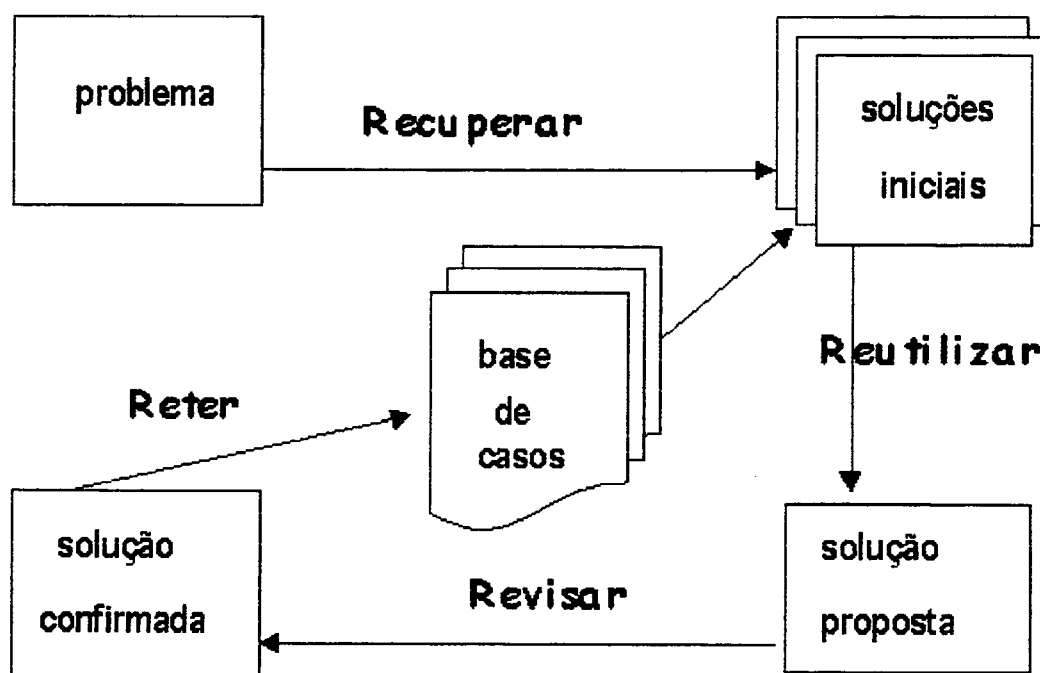 problema
Recuperar
soluções
iniciais
base
de
casos
Reutilizar
Reter
solução
confirmada
Revisar
solução
proposta